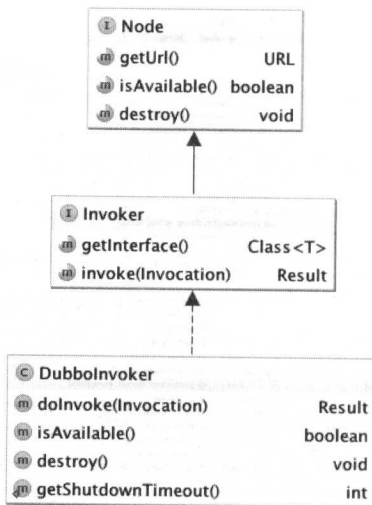 I Node
m getUrl() URL
m isAvailable() boolean
m destroy() void
I Invoker
m getInterface() Class<T>
m invoke(Invocation) Result
C DubboInvoker
m doInvoke(Invocation) Result
m isAvailable() boolean
m destroy() void
m getShutdownTimeout() int